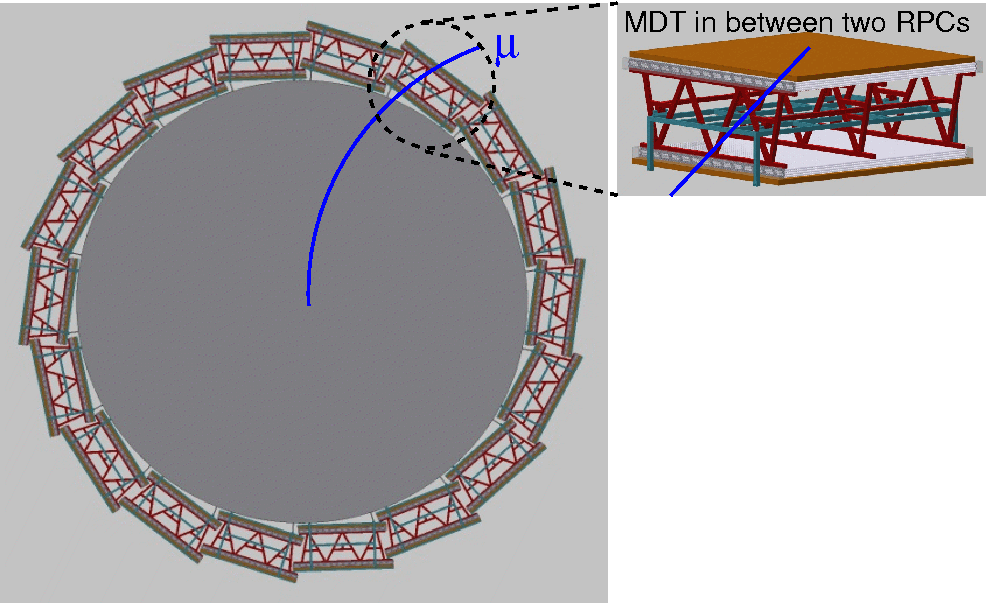 MDT in between two RPCs
μ